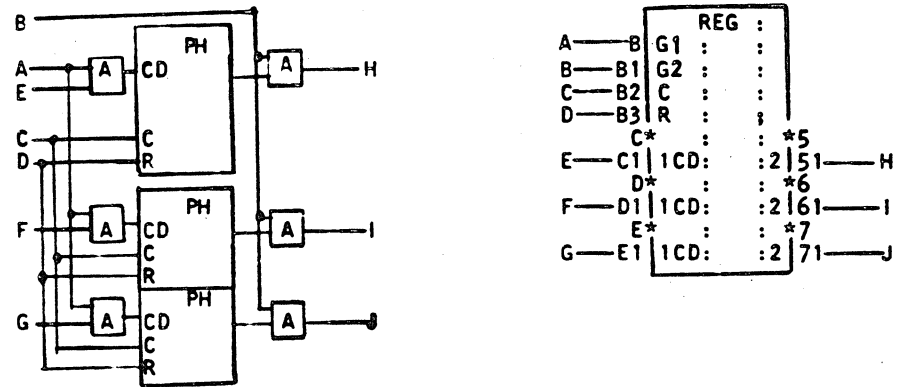 B
PH
A A CD A H
E
C C
D R
PH
F A CD A I
C
R
PH
G A CD A J
C
R
REG :
A B G1 : :
B B1 G2 : :
C B2 C : :
D B3 R : :
C* : : *5
E C1 1CD: :2 51 H
D* : : *6
F D1 1CD: :2 61 I
E* : : *7
G E1 1CD: :2 71 J